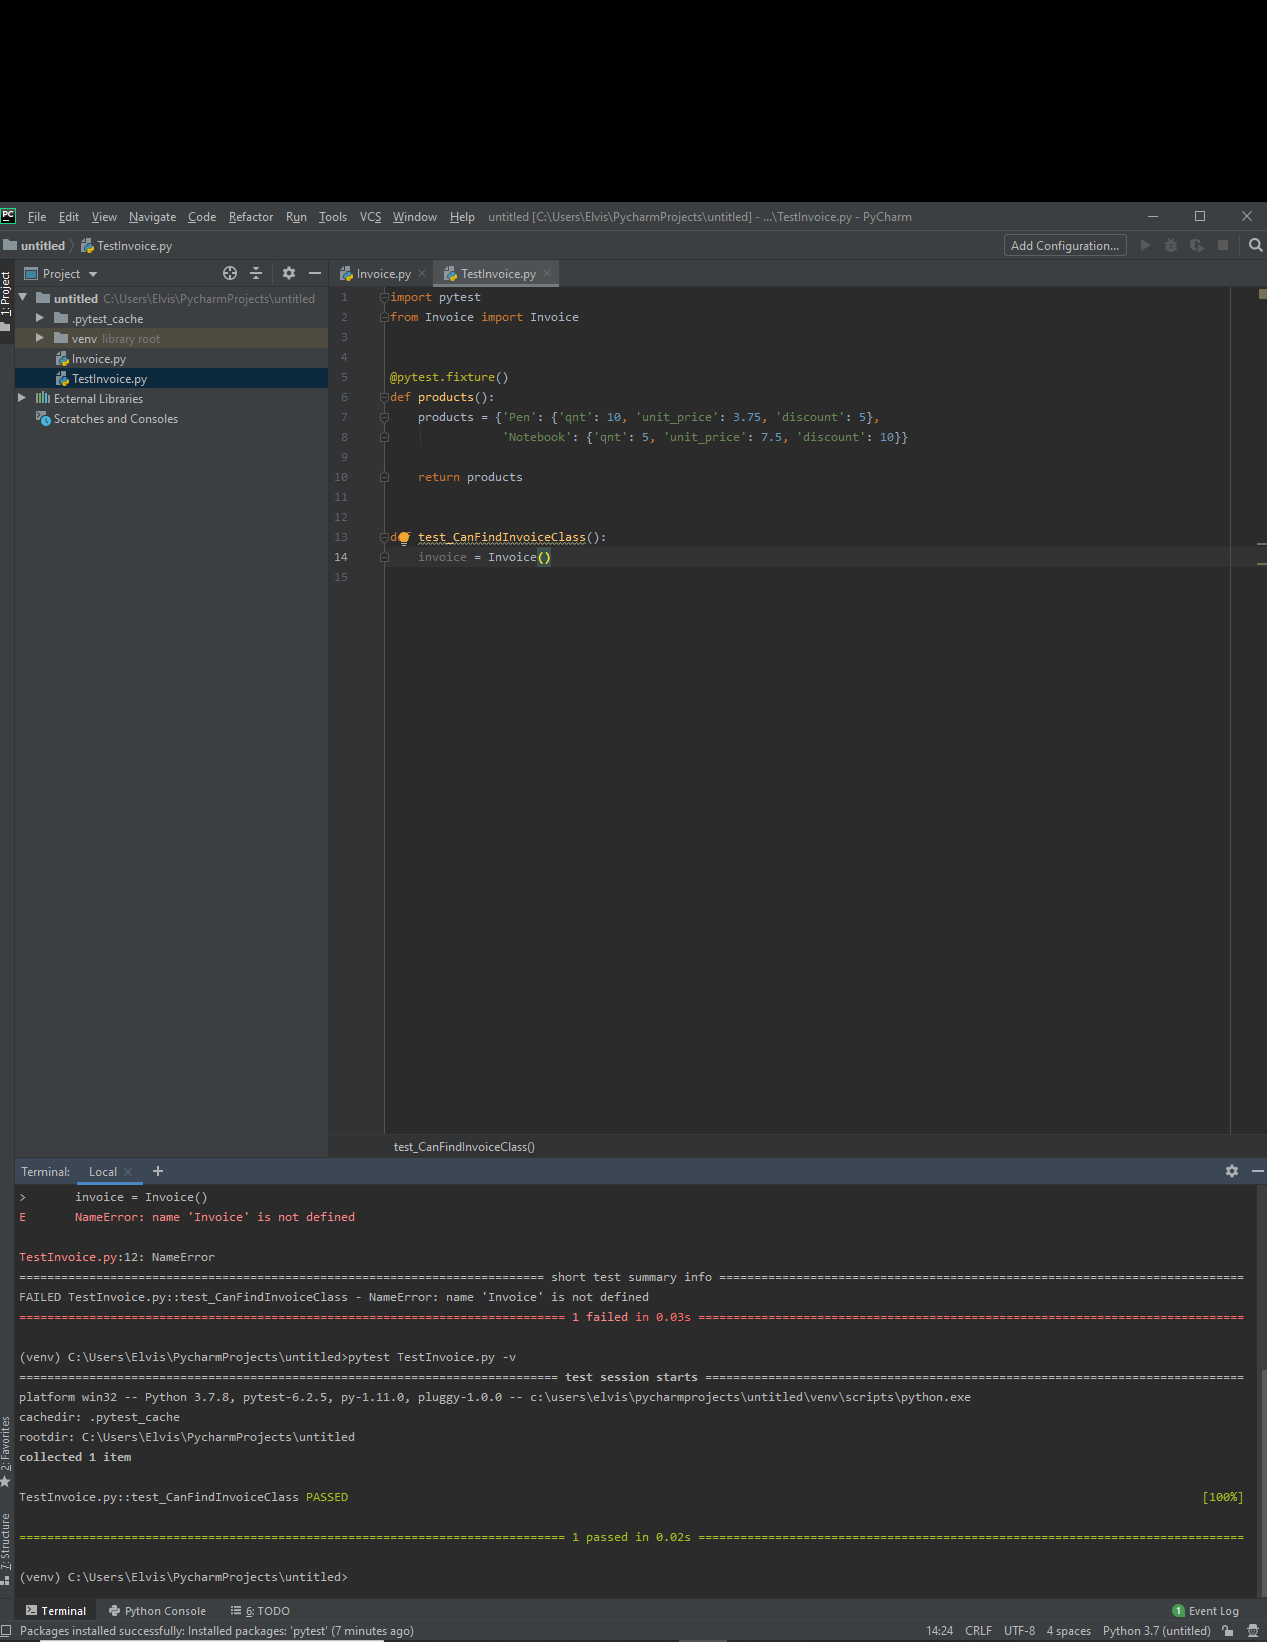 PC File Edit View Navigate Code Refactor Run Tools VCS Window Help untitled [C:\Users\Elvis\PycharmProjects\untitled] - ...\TestInvoice.py - PyCharm
untitled TestInvoice.py Add Configuration...
1: Project
Project Invoice.py TestInvoice.py
untitled C:\Users\Elvis\PycharmProjects\untitled
.pytest_cache
venv library root
Invoice.py
TestInvoice.py
External Libraries
Scratches and Consoles
1 import pytest
2 from Invoice import Invoice
3
4
5 @pytest.fixture()
6 def products():
7 products = {'Pen': {'qnt': 10, 'unit_price': 3.75, 'discount': 5},
8 'Notebook': {'qnt': 5, 'unit_price': 7.5, 'discount': 10}}
9
10 return products
11
12
13 d test_CanFindInvoiceClass():
14 invoice = Invoice()
15
test_CanFindInvoiceClass()
Terminal: Local
> invoice = Invoice()
E NameError: name 'Invoice' is not defined
TestInvoice.py:12: NameError
=========================================================================== short test summary info ===========================================================================
FAILED TestInvoice.py::test_CanFindInvoiceClass - NameError: name 'Invoice' is not defined
============================================================================== 1 failed in 0.03s ==============================================================================
(venv) C:\Users\Elvis\PycharmProjects\untitled>pytest TestInvoice.py -v
============================================================================= test session starts =============================================================================
platform win32 -- Python 3.7.8, pytest-6.2.5, py-1.11.0, pluggy-1.0.0 -- c:\users\elvis\pycharmprojects\untitled\venv\scripts\python.exe
cachedir: .pytest_cache
rootdir: C:\Users\Elvis\PycharmProjects\untitled
collected 1 item
TestInvoice.py::test_CanFindInvoiceClass PASSED [100%]
============================================================================== 1 passed in 0.02s ==============================================================================
(venv) C:\Users\Elvis\PycharmProjects\untitled>
2: Favorites
7: Structure
Terminal Python Console 6: TODO 1 Event Log
Packages installed successfully: Installed packages: 'pytest' (7 minutes ago) 14:24 CRLF UTF-8 4 spaces Python 3.7 (untitled)